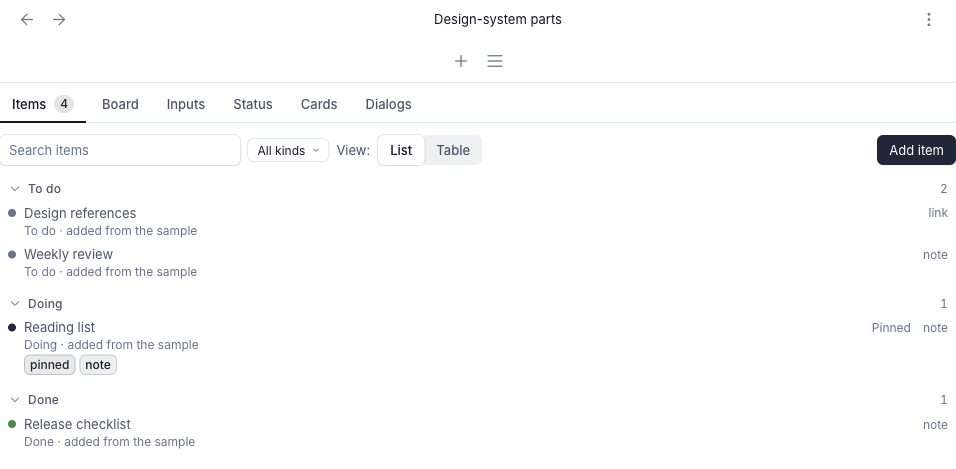 Design-system parts
Items 4 Board Inputs Status Cards Dialogs
Search items All kinds View: List Table Add item
To do 2
Design references link
To do · added from the sample
Weekly review note
To do · added from the sample
Doing 1
Reading list Pinned note
Doing · added from the sample
pinned note
Done 1
Release checklist note
Done · added from the sample